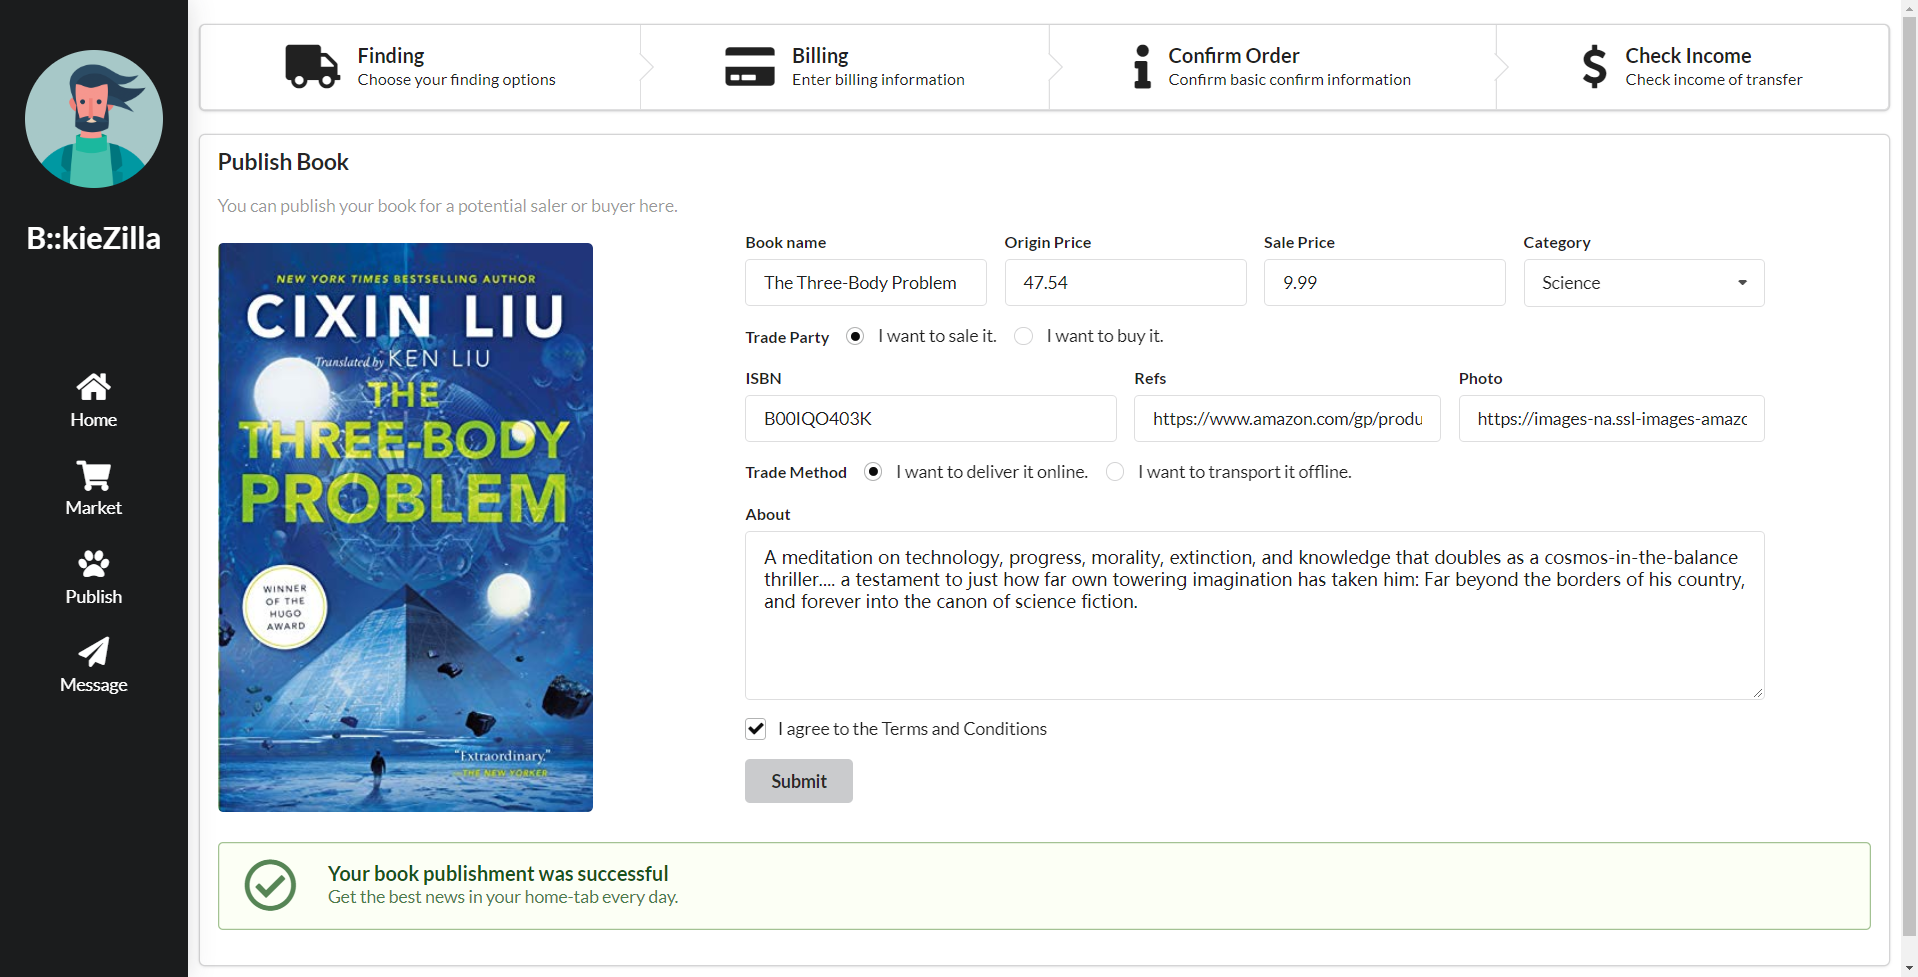 B::kieZilla
Home
Market
Publish
Message
Finding
Choose your finding options
Billing
Enter billing information
Confirm Order
Confirm basic confirm information
Check Income
Check income of transfer
Publish Book
You can publish your book for a potential saler or buyer here.
NEW YORK TIMES BESTSELLING AUTHOR
CIXIN LIU
Translated by KEN LIU
THE
THREE-BODY
PROBLEM
WINNER
OF THE
HUGO
AWARD
"Extraordinary."
—THE NEW YORKER
Book name
Origin Price
Sale Price
Category
The Three-Body Problem
47.54
9.99
Science
Trade Party
I want to sale it.
I want to buy it.
ISBN
Refs
Photo
B00IQO403K
https://www.amazon.com/gp/produ
https://images-na.ssl-images-amazc
Trade Method
I want to deliver it online.
I want to transport it offline.
About
A meditation on technology, progress, morality, extinction, and knowledge that doubles as a cosmos-in-the-balance
thriller.... a testament to just how far own towering imagination has taken him: Far beyond the borders of his country,
and forever into the canon of science fiction.
I agree to the Terms and Conditions
Submit
Your book publishment was successful
Get the best news in your home-tab every day.